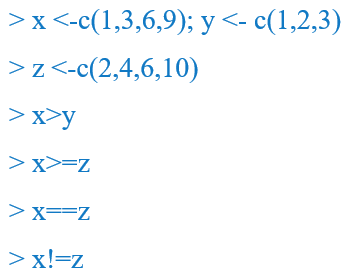 > x <-c(1,3,6,9); y <- c(1,2,3)
> z <-c(2,4,6,10)
> x>y
> x>=z
> x==z
> x!=z